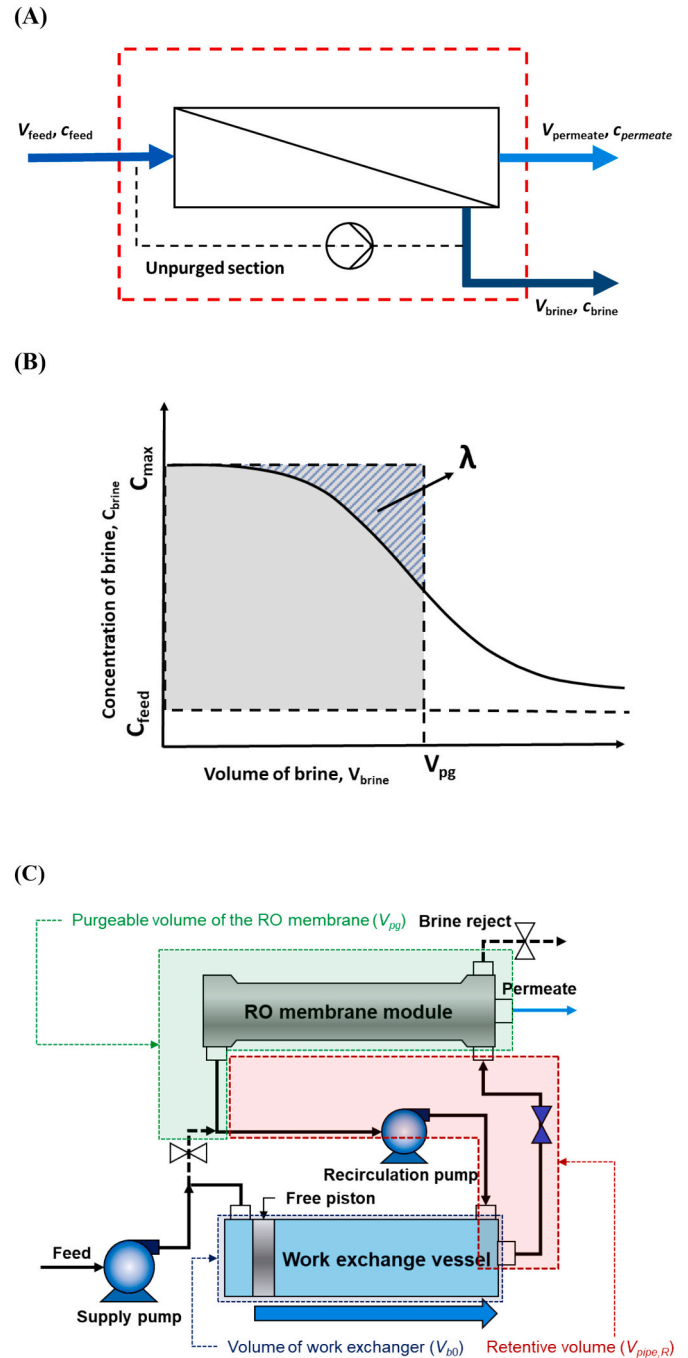 (A)
V_feed, c_feed
V_permeate, c_permeate
Unpurged section
V_brine, c_brine
(B)
λ
C_max
Concentration of brine, C_brine
C_feed
V_pg
Volume of brine, V_brine
(C)
Purgeable volume of the RO membrane (V_pg)
Brine reject
Permeate
RO membrane module
Recirculation pump
Free piston
Feed
Work exchange vessel
Supply pump
Volume of work exchanger (V_b0)
Retentive volume (V_pipe,R)